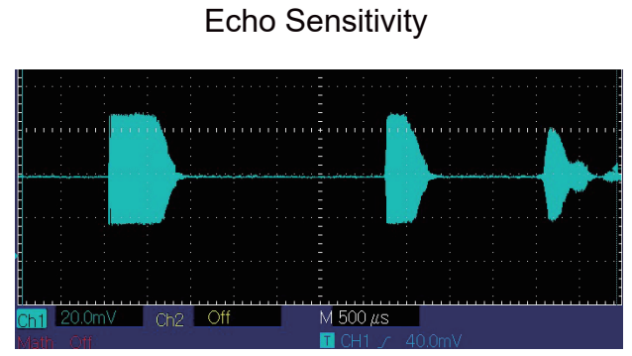 Echo Sensitivity
Ch1 20.0mV Ch2 Off M 500 µs
Math Off T CH1 40.0mV